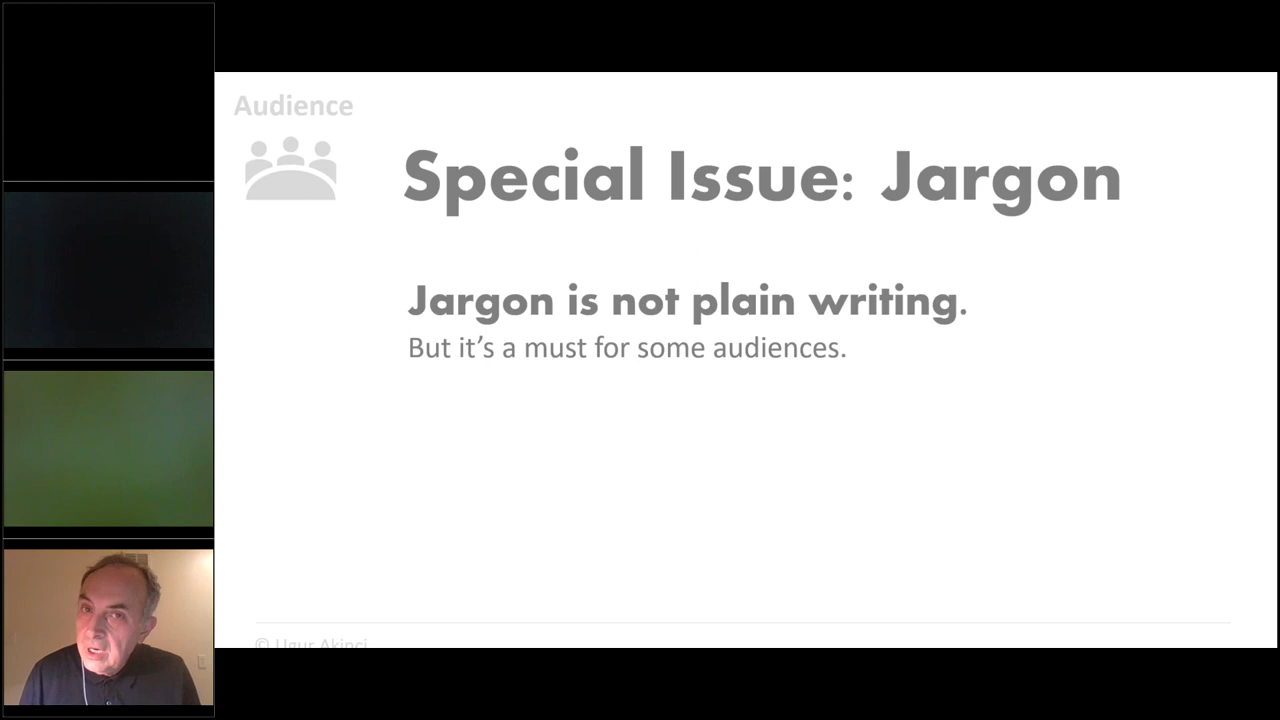 Audience
Special Issue: Jargon
Jargon is not plain writing.
But it’s a must for some audiences.
© Ugur Akinci